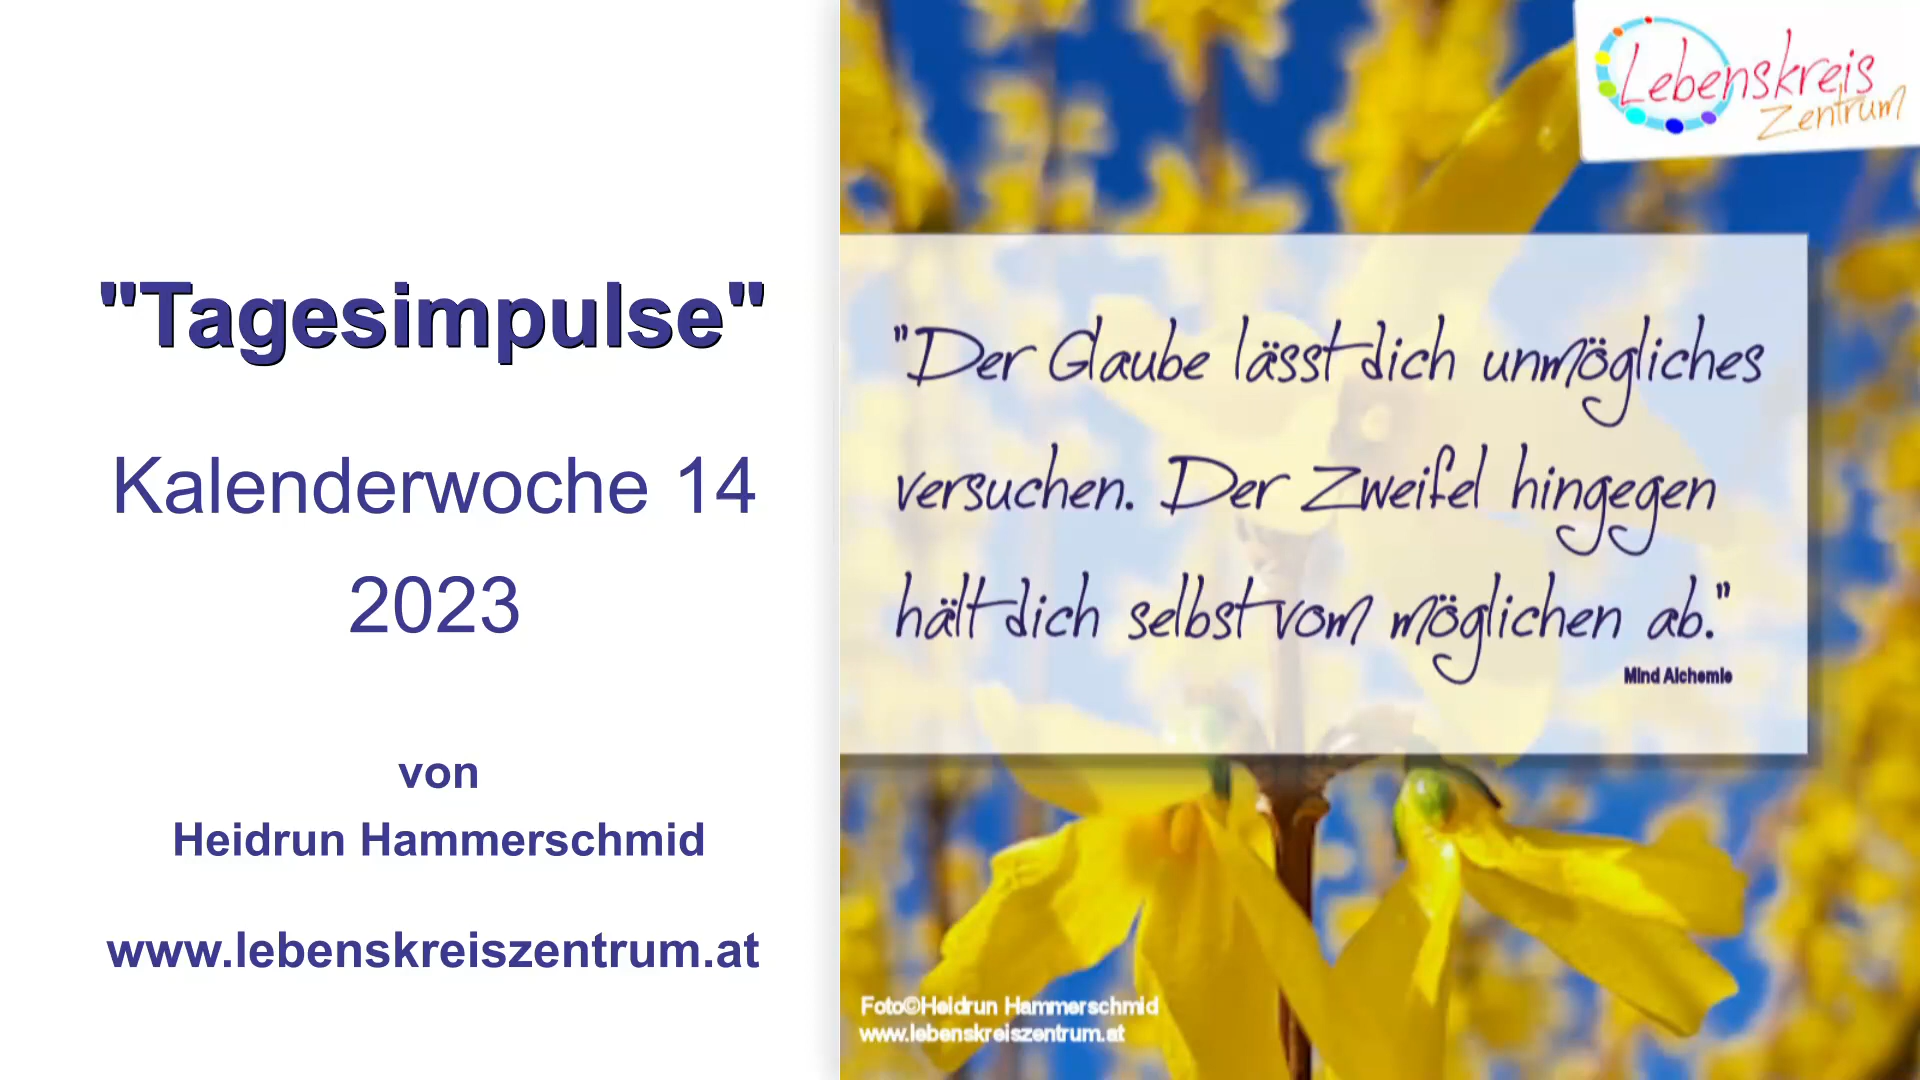 "Tagesimpulse"
Kalenderwoche 14
2023
von
Heidrun Hammerschmid
www.lebenskreiszentrum.at
Lebenskreis
Zentrum
"Der Glaube lässt dich unmögliches
versuchen. Der Zweifel hingegen
hält dich selbst vom möglichen ab."
Mind Alchemie
Foto©Heidrun Hammerschmid
www.lebenskreiszentrum.at